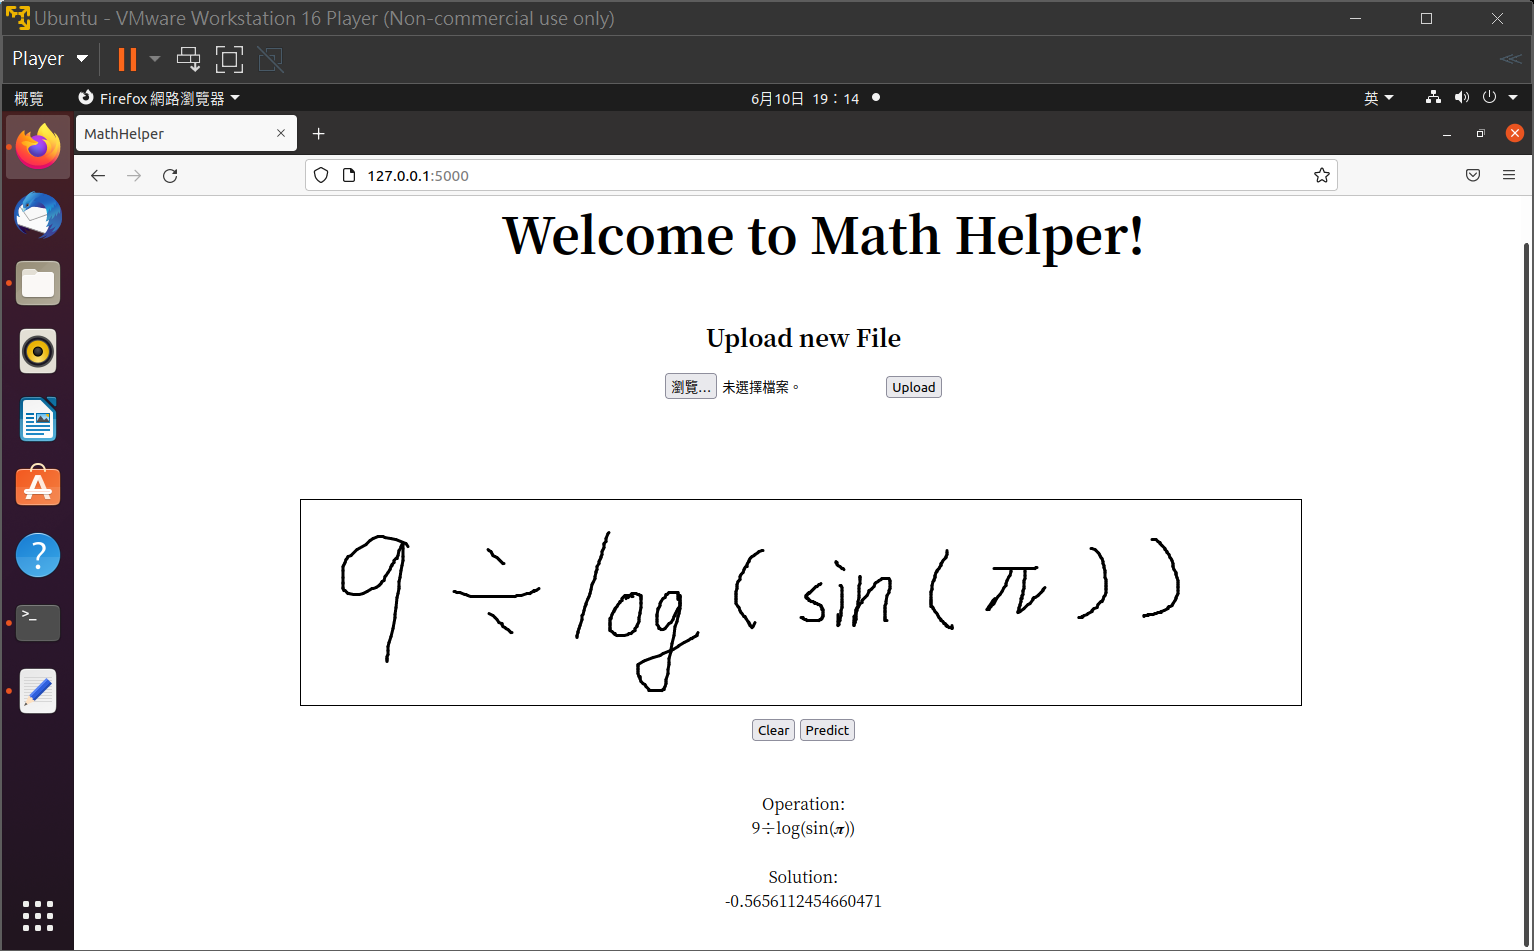 Ubuntu - VMware Workstation 16 Player (Non-commercial use only)
Player
概覽 Firefox 網路瀏覽器 6月10日 19：14 英
MathHelper
127.0.0.1:5000
Welcome to Math Helper!
Upload new File
瀏覽... 未選擇檔案。 Upload
9÷log(sin(π))
Clear Predict
Operation:
9÷log(sin(π))
Solution:
-0.5656112454660471